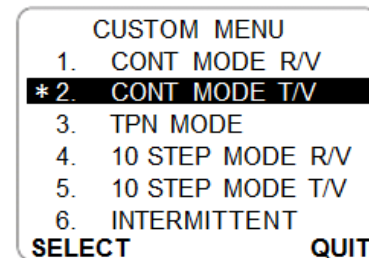 CUSTOM MENU
1. CONT MODE R/V
*2. CONT MODE T/V
3. TPN MODE
4. 10 STEP MODE R/V
5. 10 STEP MODE T/V
6. INTERMITTENT
SELECT QUIT